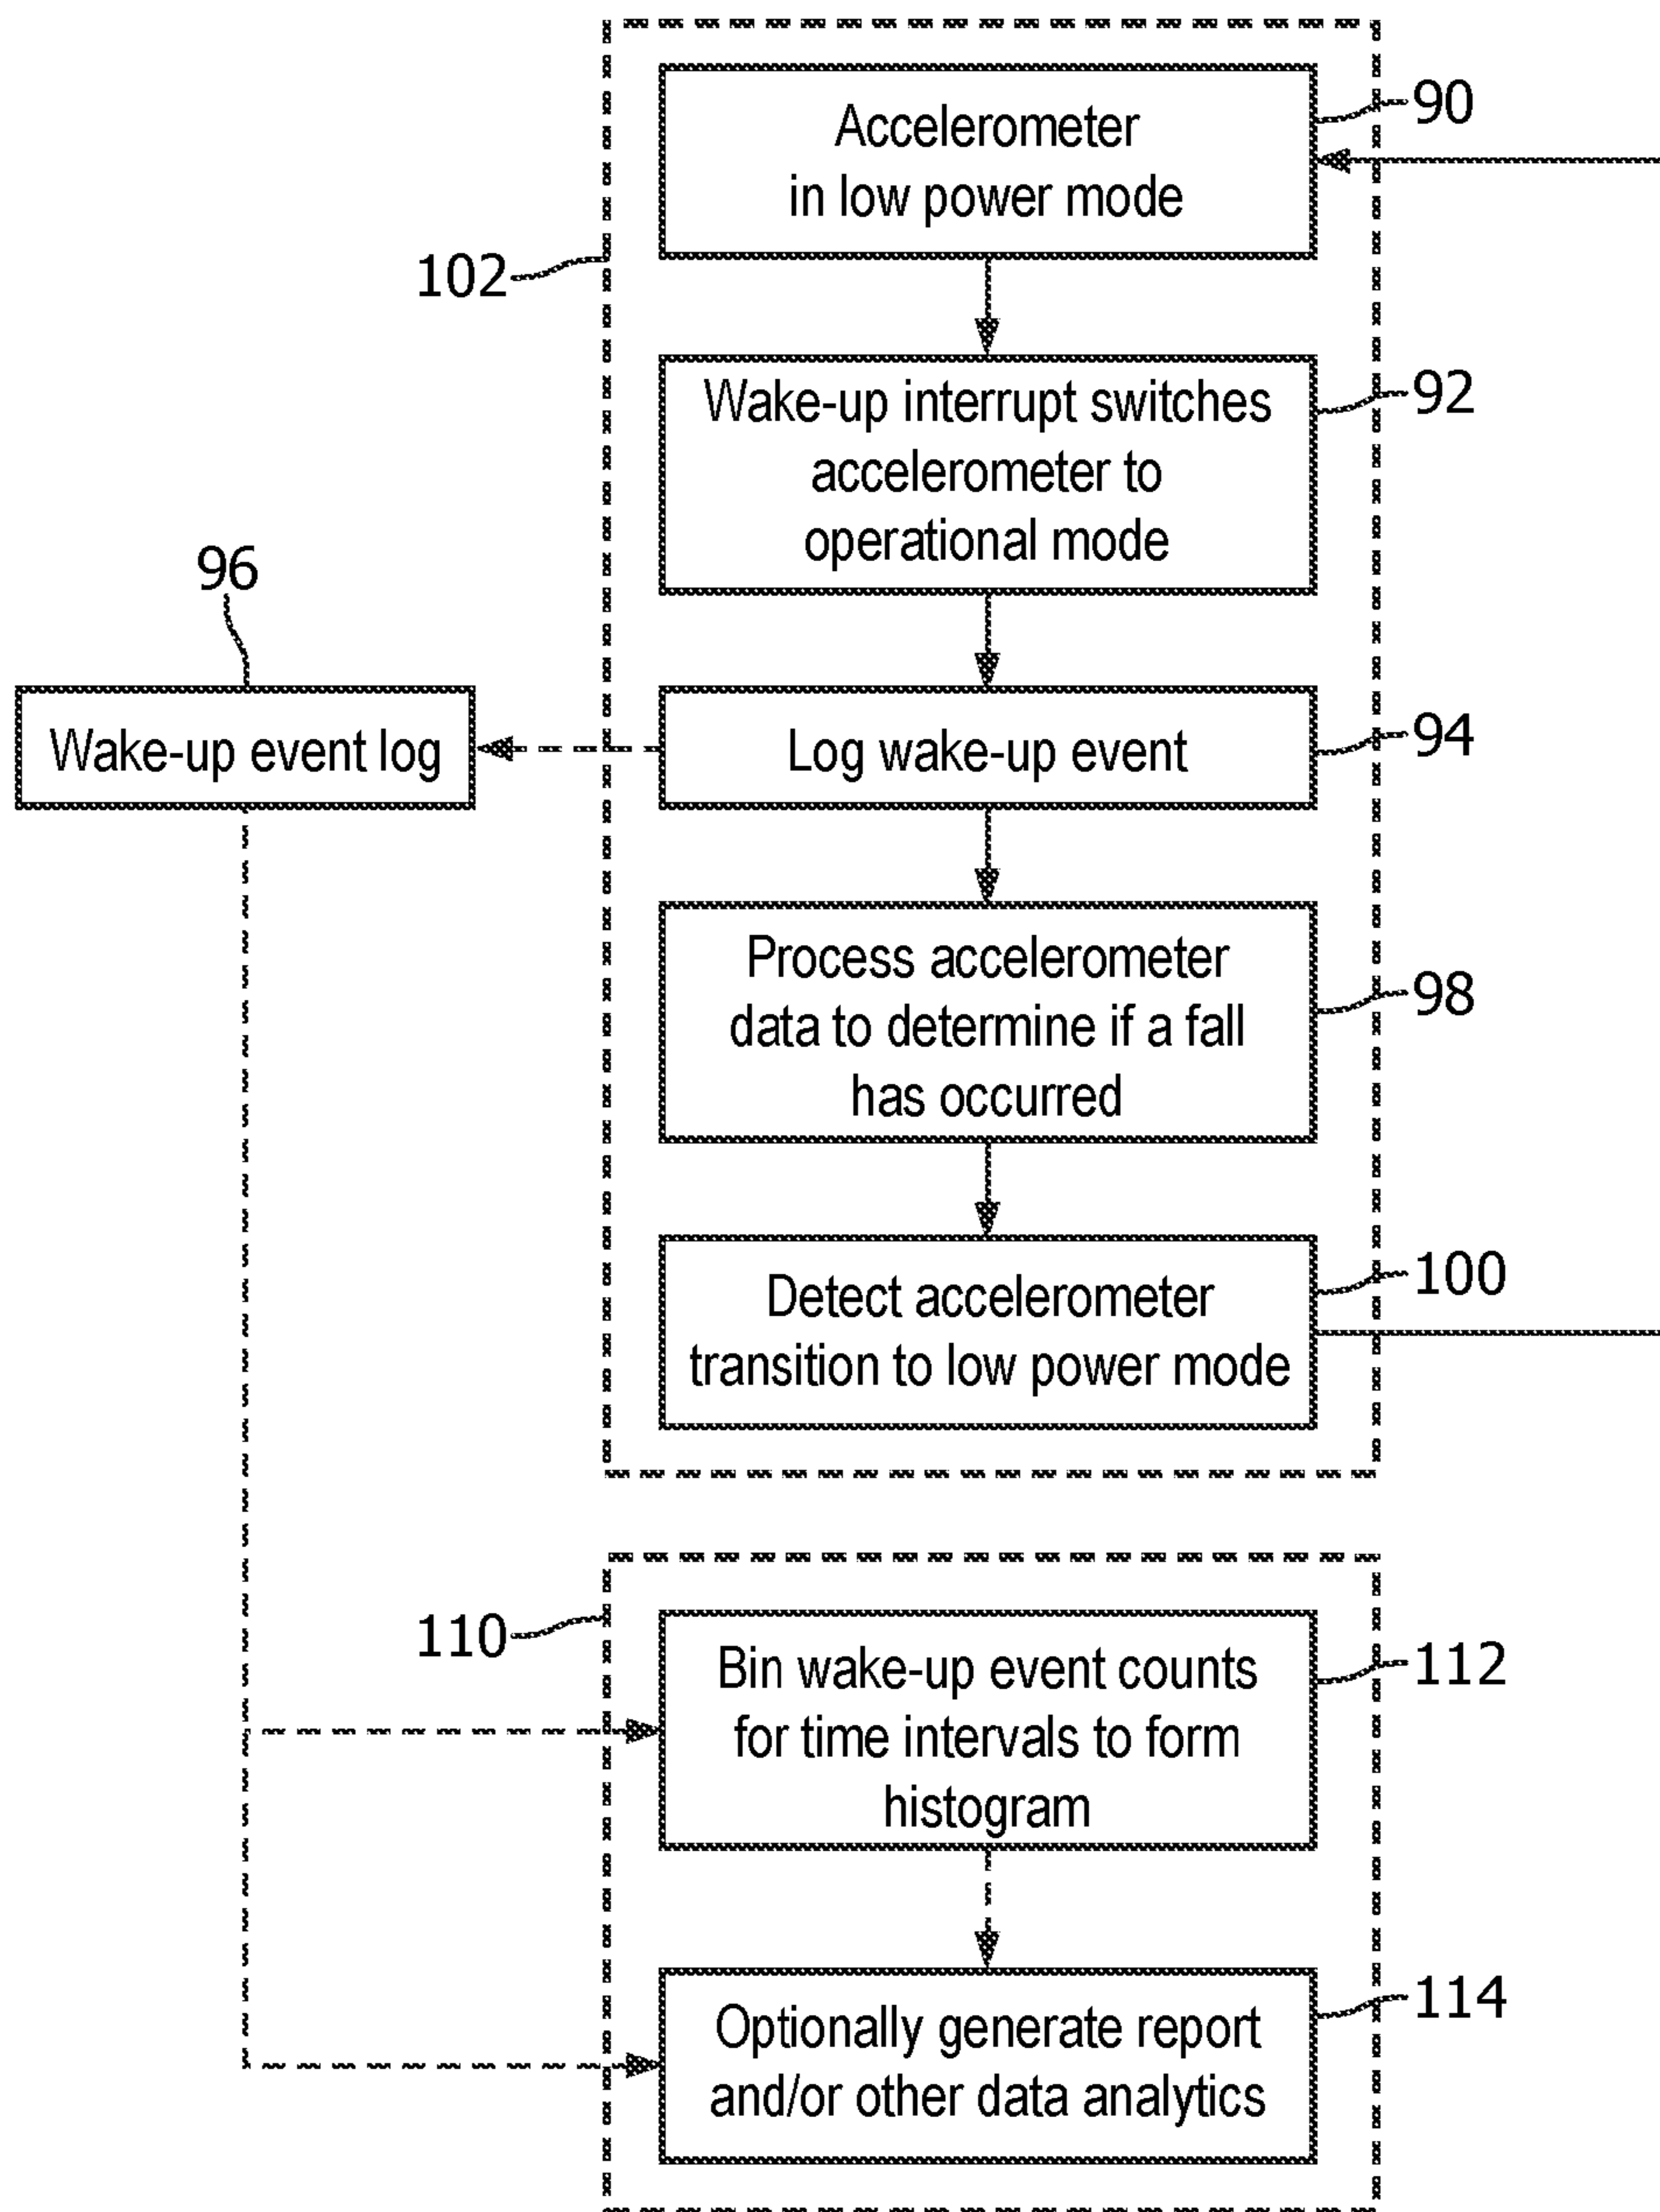 Accelerometer
in low power mode
90
102
Wake-up interrupt switches
accelerometer to
operational mode
92
96
Wake-up event log
Log wake-up event
94
Process accelerometer
data to determine if a fall
has occurred
98
Detect accelerometer
transition to low power mode
100
110
Bin wake-up event counts
for time intervals to form
histogram
112
Optionally generate report
and/or other data analytics
114